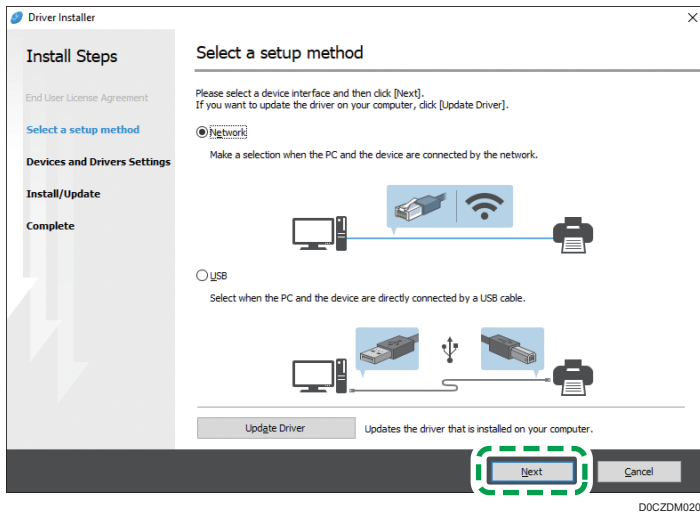 Driver Installer
Install Steps
End User License Agreement
Select a setup method
Devices and Drivers Settings
Install/Update
Complete
Select a setup method
Please select a device interface and then click [Next].
If you want to update the driver on your computer, click [Update Driver].
Network
Make a selection when the PC and the device are connected by the network.
USB
Select when the PC and the device are directly connected by a USB cable.
Update Driver
Updates the driver that is installed on your computer.
Next
Cancel
D0CZDM020